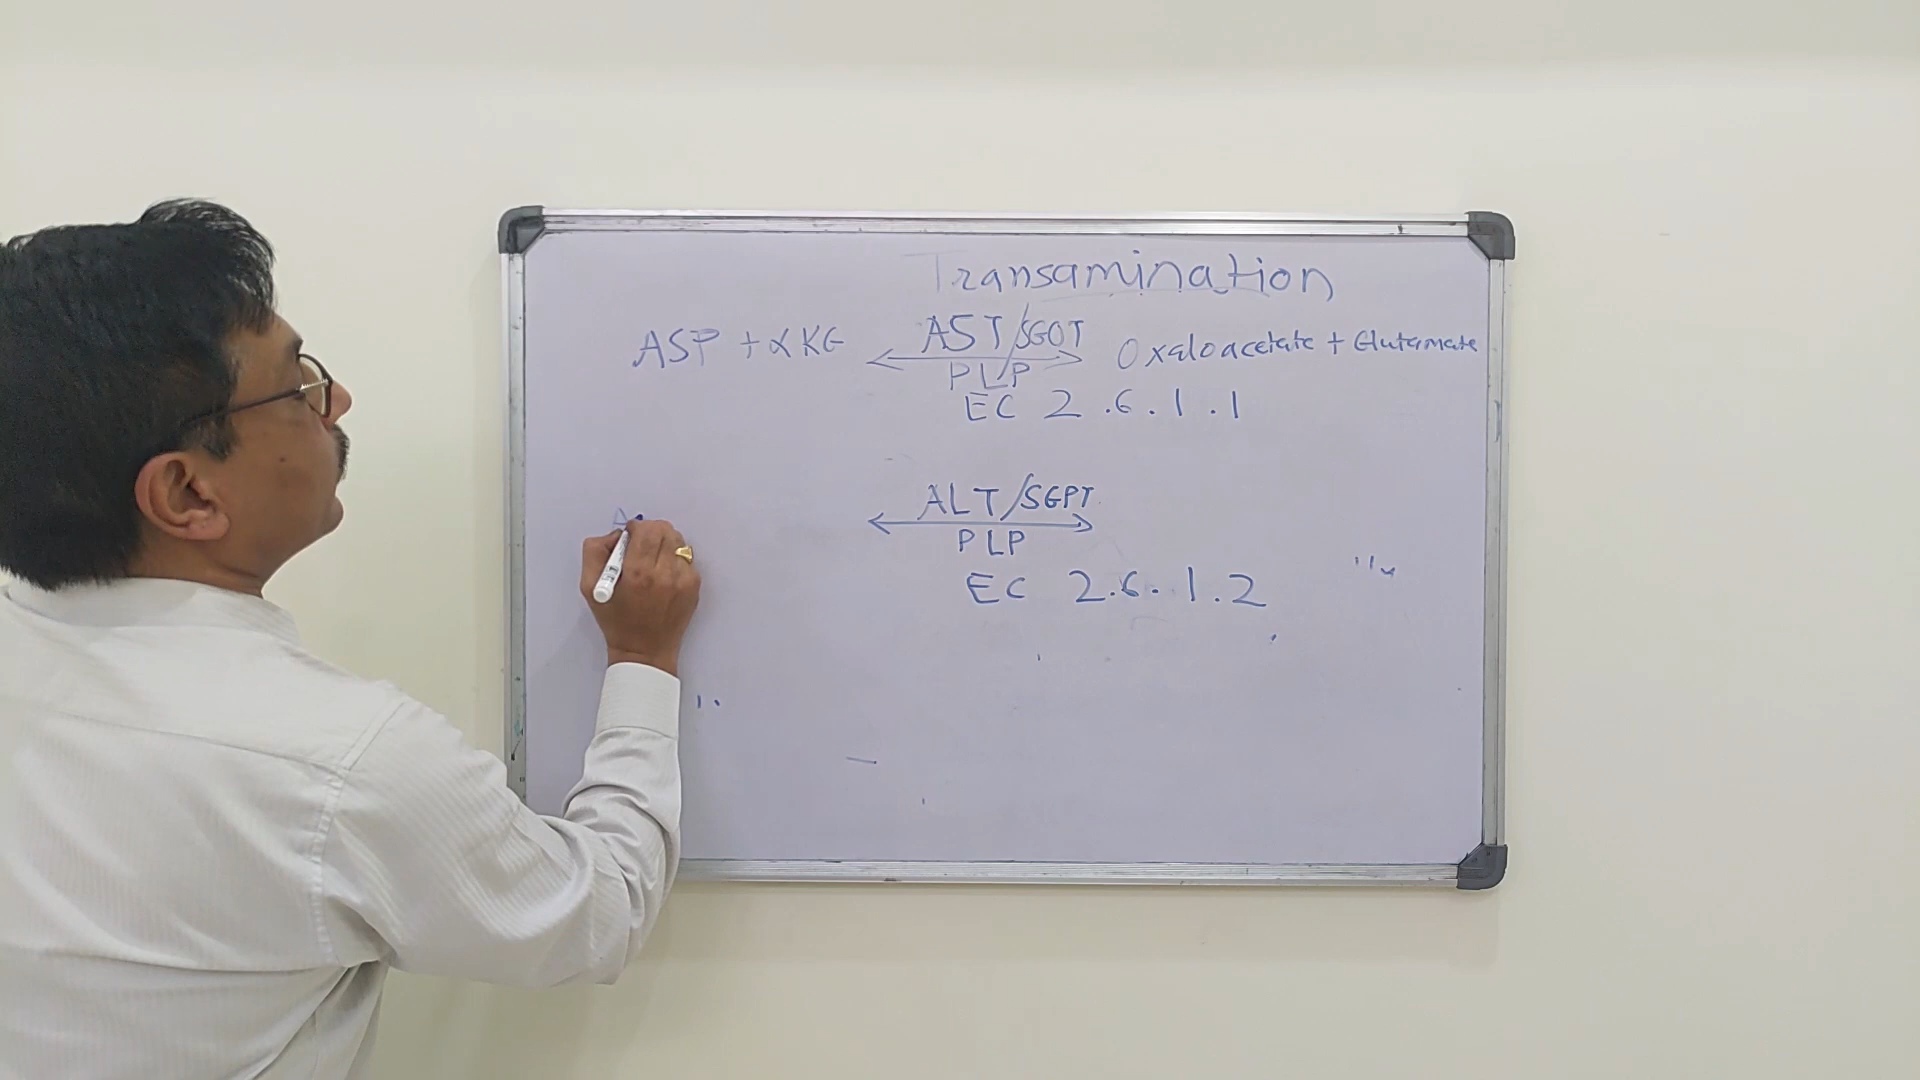 Transamination
ASP + αKG AST/SGOT Oxaloacetate + Glutamate
PLP
EC 2.6.1.1
ALT/SGPT
A
PLP
EC 2.6.1.2